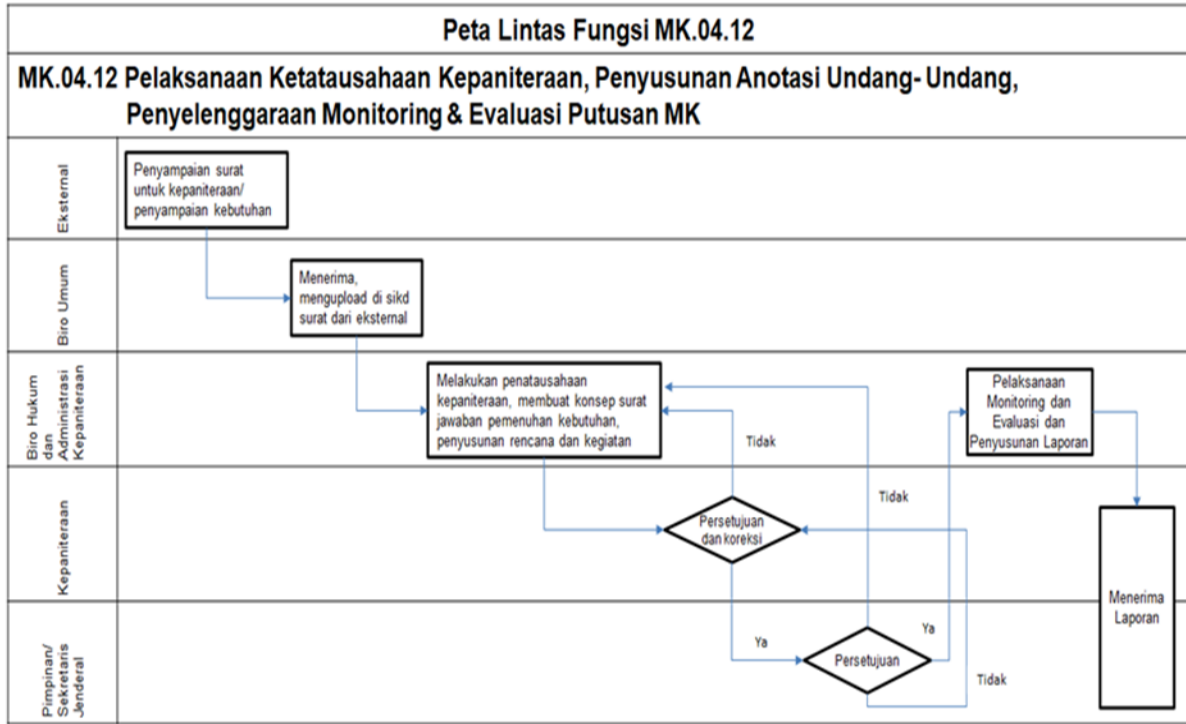 Peta Lintas Fungsi MK.04.12
MK.04.12 Pelaksanaan Ketatausahaan Kepaniteraan, Penyusunan Anotasi Undang- Undang,
Penyelenggaraan Monitoring & Evaluasi Putusan MK
Eksternal
Penyampaian surat
untuk kepaniteraan/
penyampaian kebutuhan
Biro Umum
Menerima,
mengupload di sikd
surat dari eksternal
Biro Hukum
dan
Administrasi
Kepaniteraan
Melakukan penatausahaan
kepaniteraan, membuat konsep surat
jawaban pemenuhan kebutuhan,
penyusunan rencana dan kegiatan
Pelaksanaan
Monitoring dan
Evaluasi dan
Penyusunan Laporan
Tidak
Kepaniteraan
Tidak
Persetujuan
dan koreksi
Menerima
Laporan
Pimpinan/
Sekretaris
Jenderal
Ya
Ya
Persetujuan
Tidak